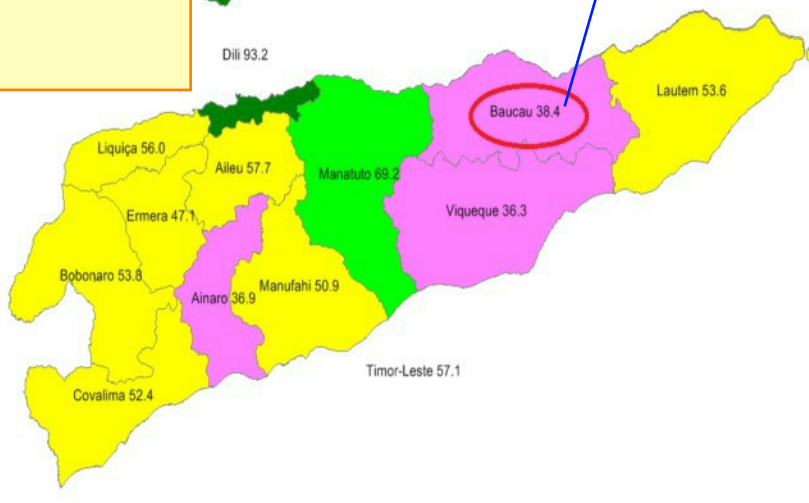 Dili 93.2
Lautem 53.6
Baucau 38.4
Liquiça 56.0
Aileu 57.7
Manatuto 69.2
Ermera 47.1
Viqueque 36.3
Bobonaro 53.8
Ainaro 36.9
Manufahi 50.9
Timor-Leste 57.1
Covalima 52.4